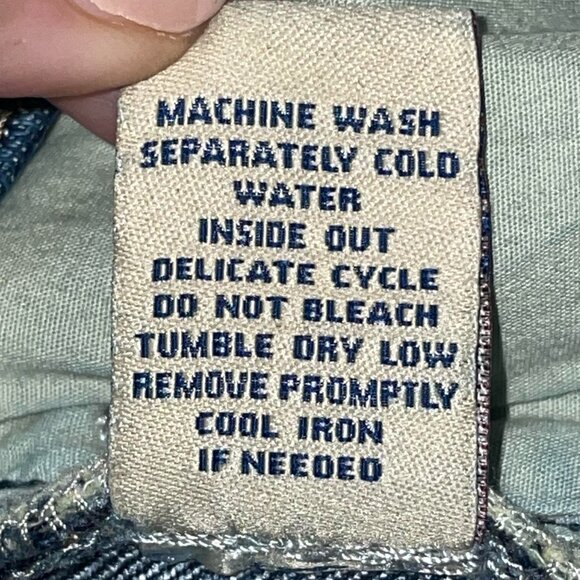 MACHINE WASH
SEPARATELY COLD
WATER
INSIDE OUT
DELICATE CYCLE
DO NOT BLEACH
TUMBLE DRY LOW
REMOVE PROMPTLY
COOL IRON
IF NEEDED